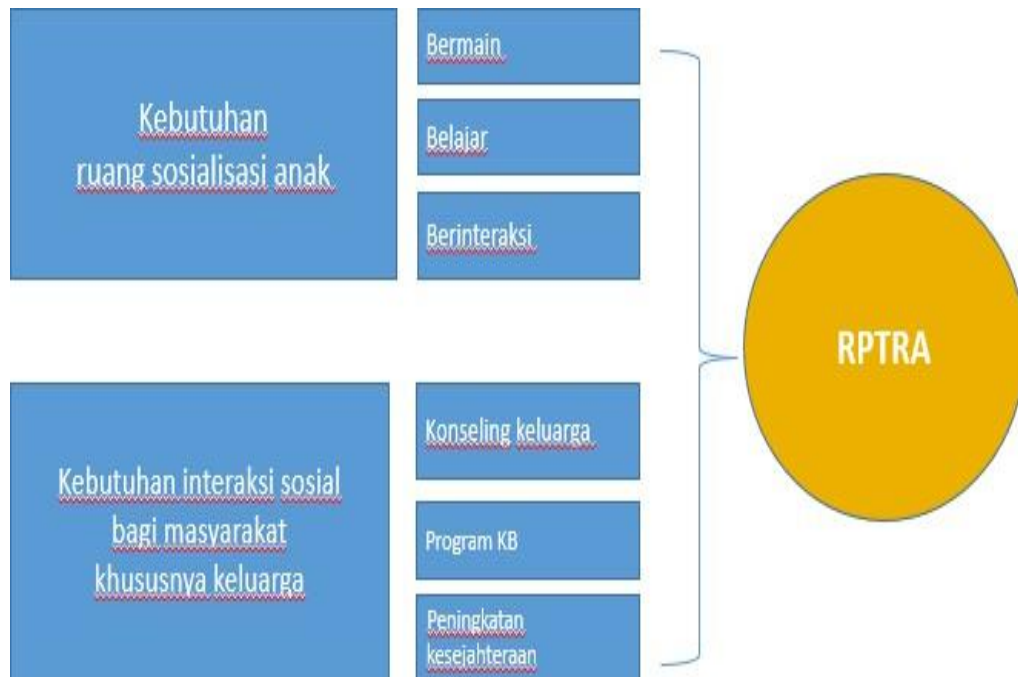 Kebutuhan
ruang sosialisasi anak
Bermain
Belajar
Berinteraksi
Kebutuhan interaksi sosial
bagi masyarakat
khususnya keluarga
Konseling keluarga
Program KB
Peningkatan
kesejahteraan
RPTRA